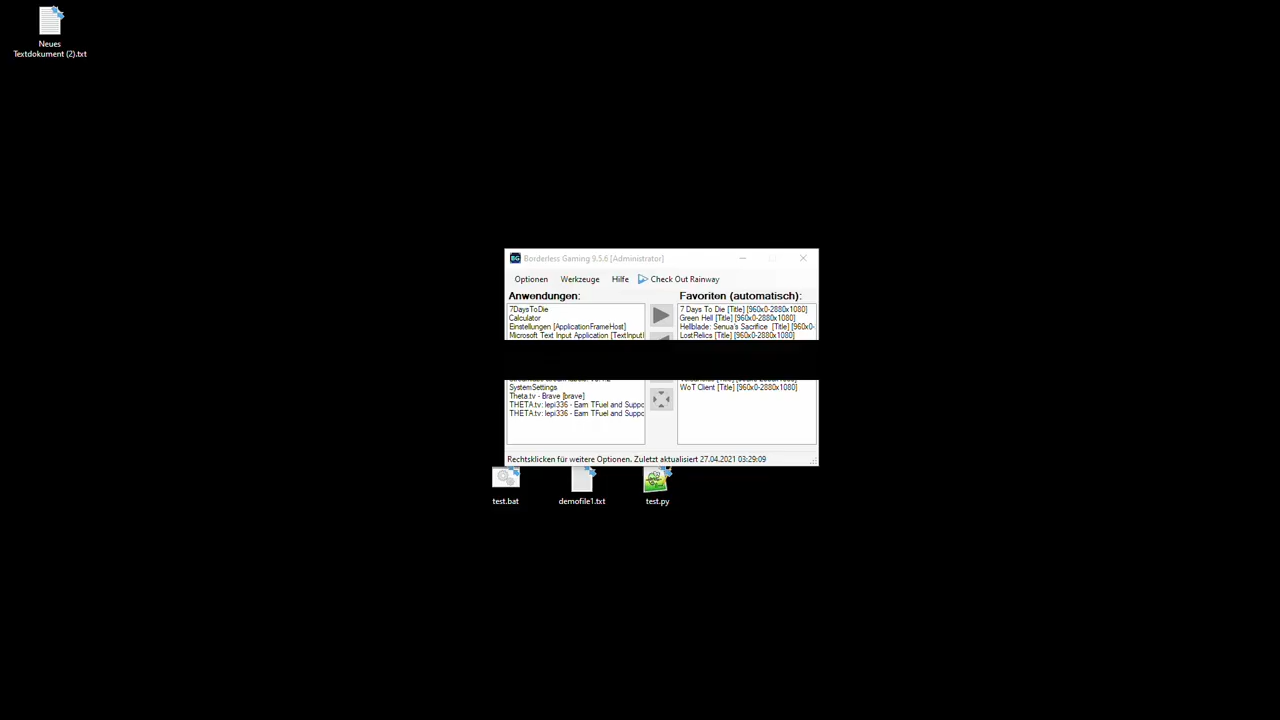 Neues
Textdokument (2).txt
Borderless Gaming 9.5.6 [Administrator]
Optionen Werkzeuge Hilfe Check Out Rainway
Anwendungen:
7DaysToDie
Calculator
Einstellungen [ApplicationFrameHost]
Microsoft Text Input Application [TextInputH
SystemSettings
Theta.tv - Brave [brave]
THETA.tv: lepi336 - Earn TFuel and Suppo
THETA.tv: lepi336 - Earn TFuel and Suppo
Favoriten (automatisch):
7 Days To Die [Title] [960x0-2880x1080]
Green Hell [Title] [960x0-2880x1080]
Hellblade: Senua's Sacrifice [Title] [960x0-
LostRelics [Title] [960x0-2880x1080]
WoT Client [Title] [960x0-2880x1080]
Rechtsklicken für weitere Optionen. Zuletzt aktualisiert 27.04.2021 03:29:09
test.bat
demofile1.txt
test.py